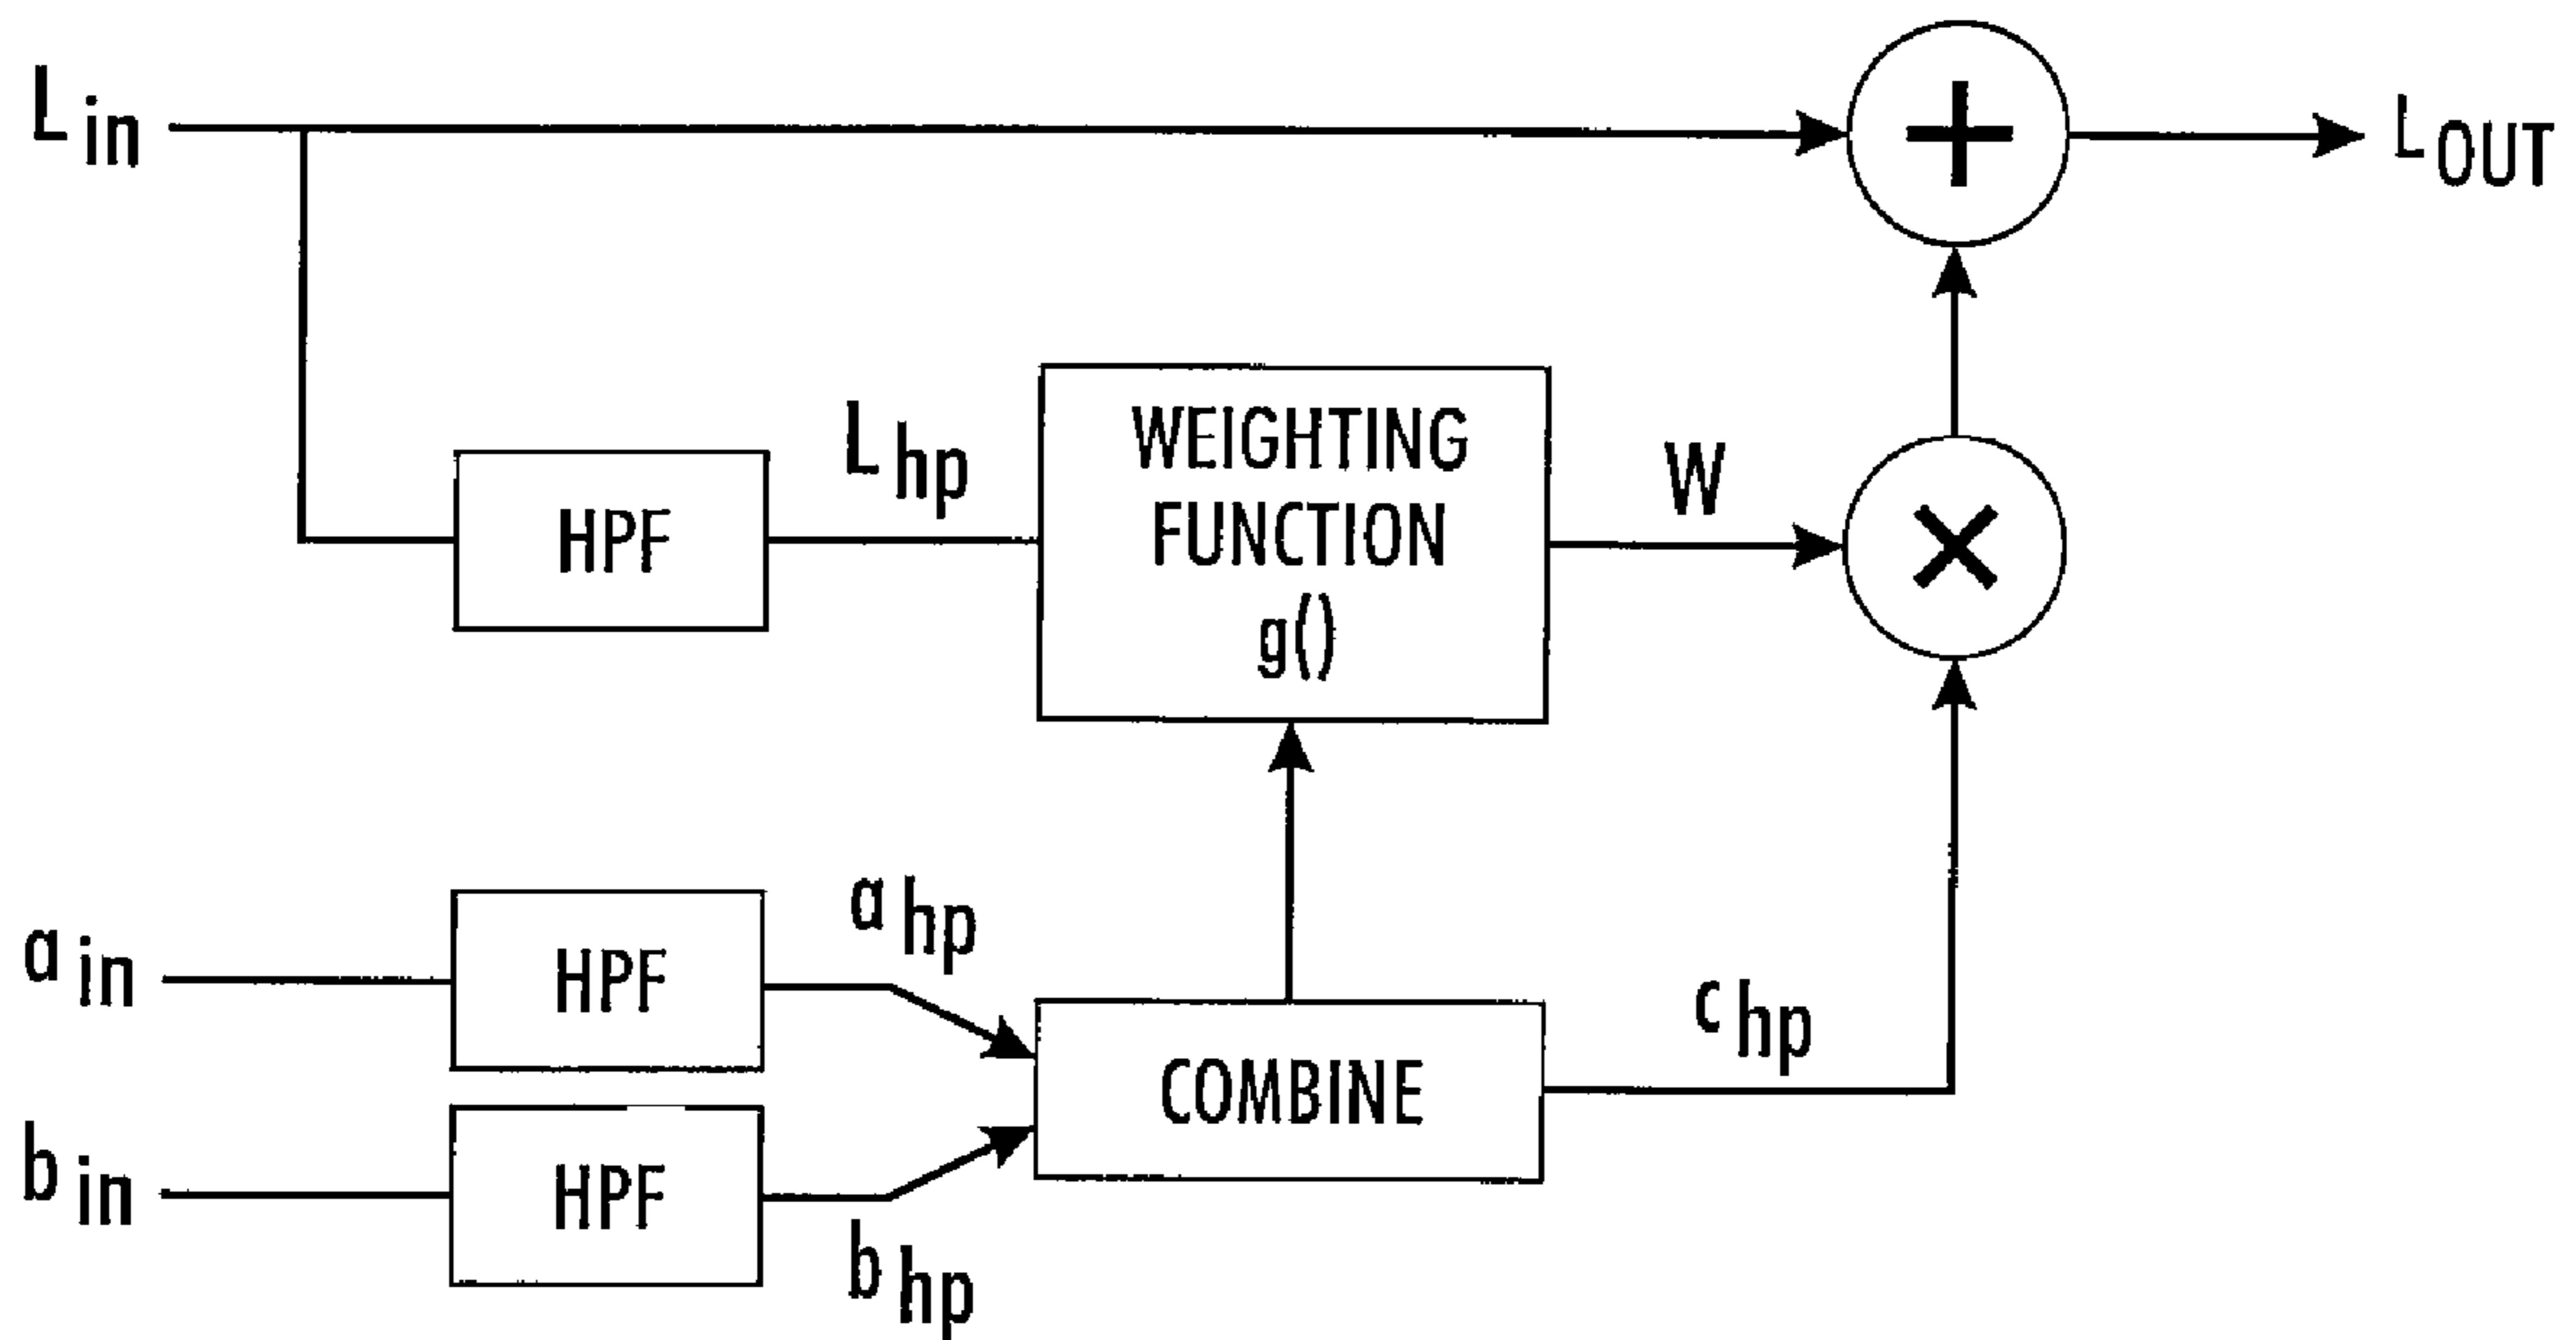 L in
+
L OUT
L hp
HPF
WEIGHTING
FUNCTION
g()
W
×
a in
HPF
a hp
c hp
COMBINE
b in
HPF
b hp